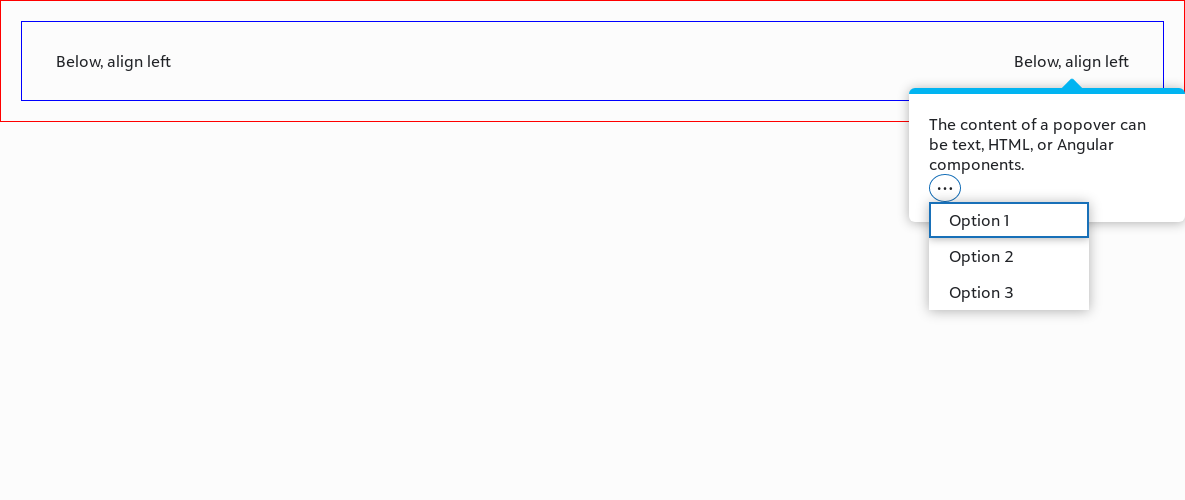 Below, align left
Below, align left
The content of a popover can
be text, HTML, or Angular
components.
Option 1
Option 2
Option 3